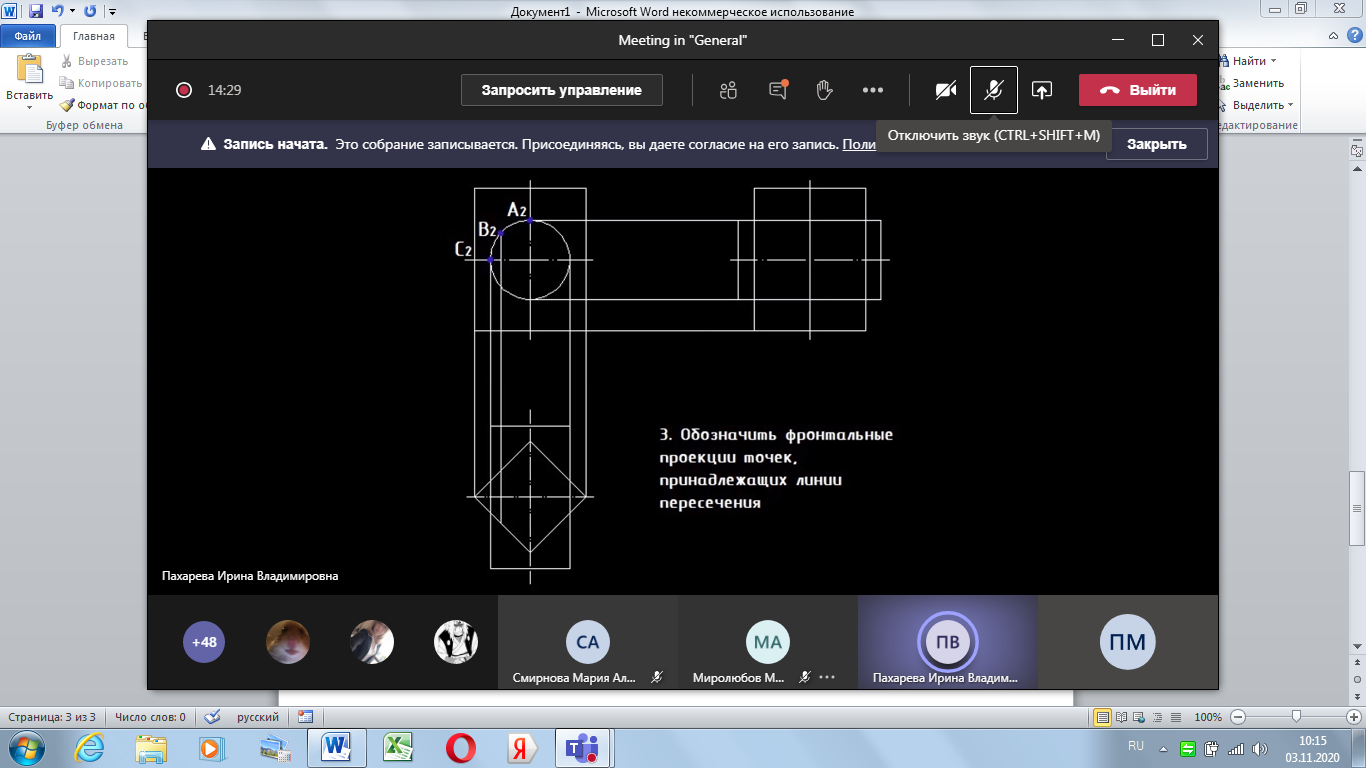 Документ1 - Microsoft Word некоммерческое использование
Файл
Главная
Вырезать
Копировать
Формат по об
Вставить
Буфер обмена
Найти
Заменить
Выделить
едактирование
Meeting in "General"
14:29
Запросить управление
Выйти
Отключить звук (CTRL+SHIFT+M)
Запись начата. Это собрание записывается. Присоединяясь, вы даете согласие на его запись. Поли
Закрыть
A2
B2
C2
3. Обозначить фронтальные
проекции точек,
принадлежащих линии
пересечения
Пахарева Ирина Владимировна
+48
СА
МА
ПВ
ПМ
Смирнова Мария Ал...
Миролюбов М...
Пахарева Ирина Владим...
Страница: 3 из 3
Число слов: 0
русский
100%
RU
10:15
03.11.2020